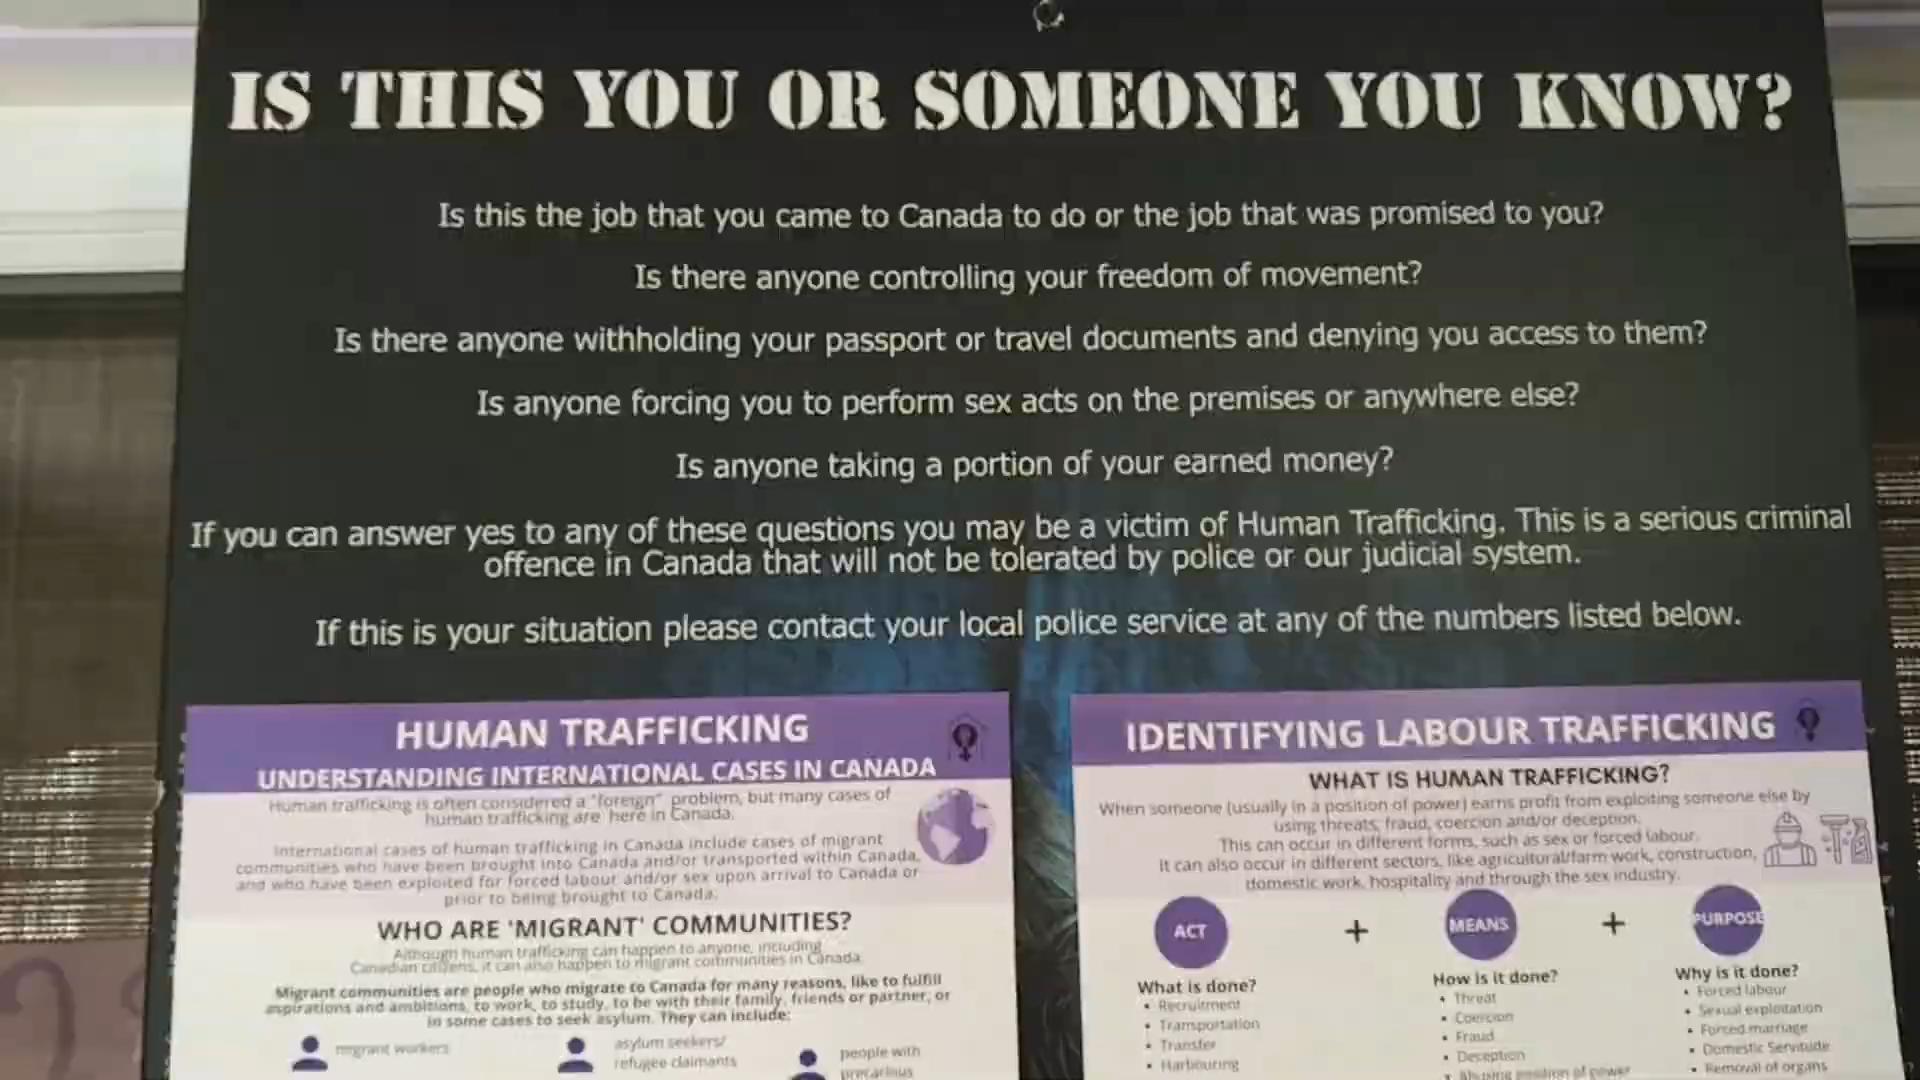 IS THIS YOU OR SOMEONE YOU KNOW?
Is this the job that you came to Canada to do or the job that was promised to you?
Is there anyone controlling your freedom of movement?
Is there anyone withholding your passport or travel documents and denying you access to them?
Is anyone forcing you to perform sex acts on the premises or anywhere else?
Is anyone taking a portion of your earned money?
If you can answer yes to any of these questions you may be a victim of Human Trafficking. This is a serious criminal
offence in Canada that will not be tolerated by police or our judicial system.
If this is your situation please contact your local police service at any of the numbers listed below.
HUMAN TRAFFICKING
UNDERSTANDING INTERNATIONAL CASES IN CANADA
Human trafficking is often considered a "foreign" problem, but many cases of
human trafficking are here in Canada.
International cases of human trafficking in Canada include cases of migrant
communities who have been brought into Canada and/or transported within Canada,
and who have been exploited for forced labour and/or sex upon arrival to Canada or
prior to being brought to Canada.
WHO ARE 'MIGRANT' COMMUNITIES?
Although human trafficking can happen to anyone, including
Canadian citizens, it can also happen to migrant communities in Canada.
Migrant communities are people who migrate to Canada for many reasons, like to fulfill
aspirations and ambitions, to work, to study, to be with their family, friends or partner, or
in some cases to seek asylum. They can include:
migrant workers
asylum seekers/
refugee claimants
people with
precarious
IDENTIFYING LABOUR TRAFFICKING
WHAT IS HUMAN TRAFFICKING?
When someone (usually in a position of power) earns profit from exploiting someone else by
using threats, fraud, coercion and/or deception.
This can occur in different forms, such as sex or forced labour.
It can also occur in different sectors, like agricultural/farm work, construction,
domestic work, hospitality and through the sex industry.
ACT + MEANS + PURPOSE
What is done?
• Recruitment
• Transportation
• Transfer
• Harbouring
How is it done?
• Threat
• Coercion
• Fraud
• Deception
• Abusing position of power
Why is it done?
• Forced labour
• Sexual exploitation
• Forced marriage
• Domestic Servitude
• Removal of organs